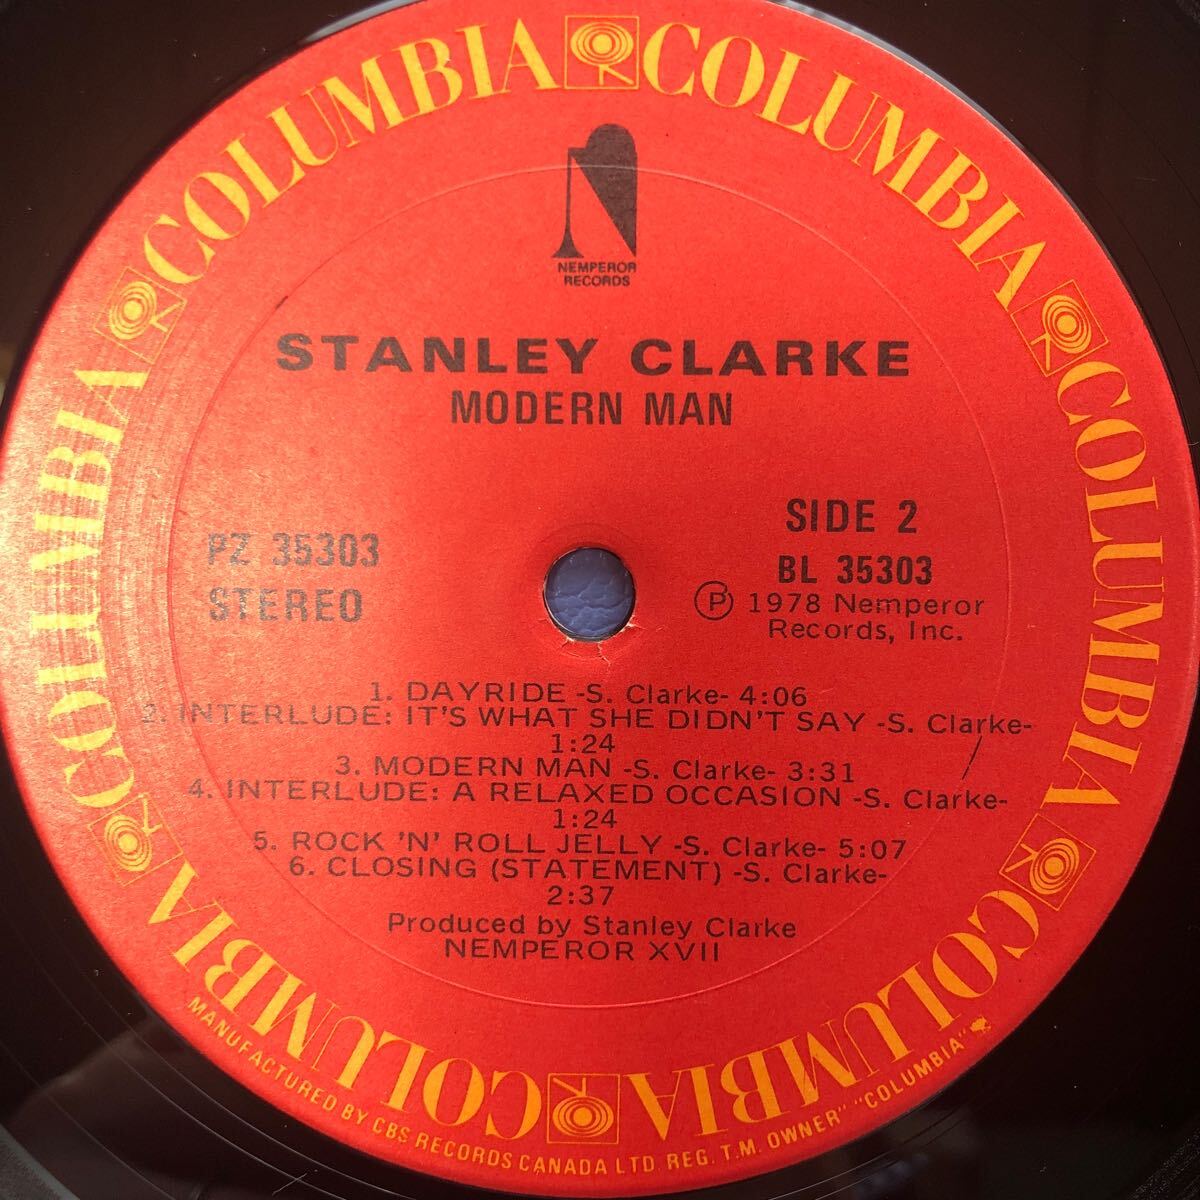 COLUMBIA COLUMBIA COLUMBIA COLUMBIA COLUMBIA COLUMBIA COLUMBIA COLUMBIA
NEMPEROR
RECORDS
STANLEY CLARKE
MODERN MAN
PZ 35303
STEREO
SIDE 2
BL 35303
Ⓟ 1978 Nemperor
Records, Inc.
1. DAYRIDE -S. Clarke- 4:06
2. INTERLUDE: IT'S WHAT SHE DIDN'T SAY -S. Clarke-
1:24
3. MODERN MAN -S. Clarke- 3:31
4. INTERLUDE: A RELAXED OCCASION -S. Clarke-
1:24
5. ROCK 'N' ROLL JELLY -S. Clarke- 5:07
6. CLOSING (STATEMENT) -S. Clarke-
2:37
Produced by Stanley Clarke
NEMPEROR XVII
MANUFACTURED BY CBS RECORDS CANADA LTD REG. T.M. OWNER" "COLUMBIA"